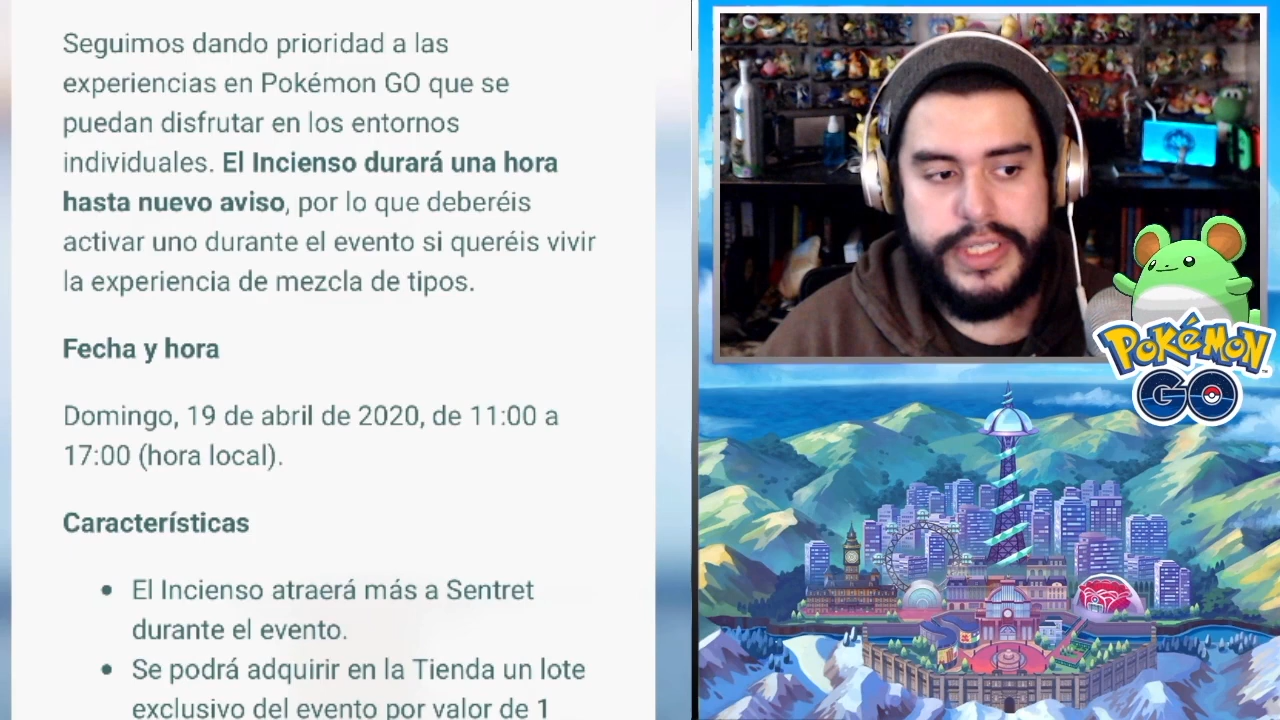 Seguimos dando prioridad a las
experiencias en Pokémon GO que se
puedan disfrutar en los entornos
individuales. El Incienso durará una hora
hasta nuevo aviso, por lo que deberéis
activar uno durante el evento si queréis vivir
la experiencia de mezcla de tipos.
Fecha y hora
Domingo, 19 de abril de 2020, de 11:00 a
17:00 (hora local).
Características
• El Incienso atraerá más a Sentret
durante el evento.
• Se podrá adquirir en la Tienda un lote
exclusivo del evento por valor de 1
POKÉMON
GO